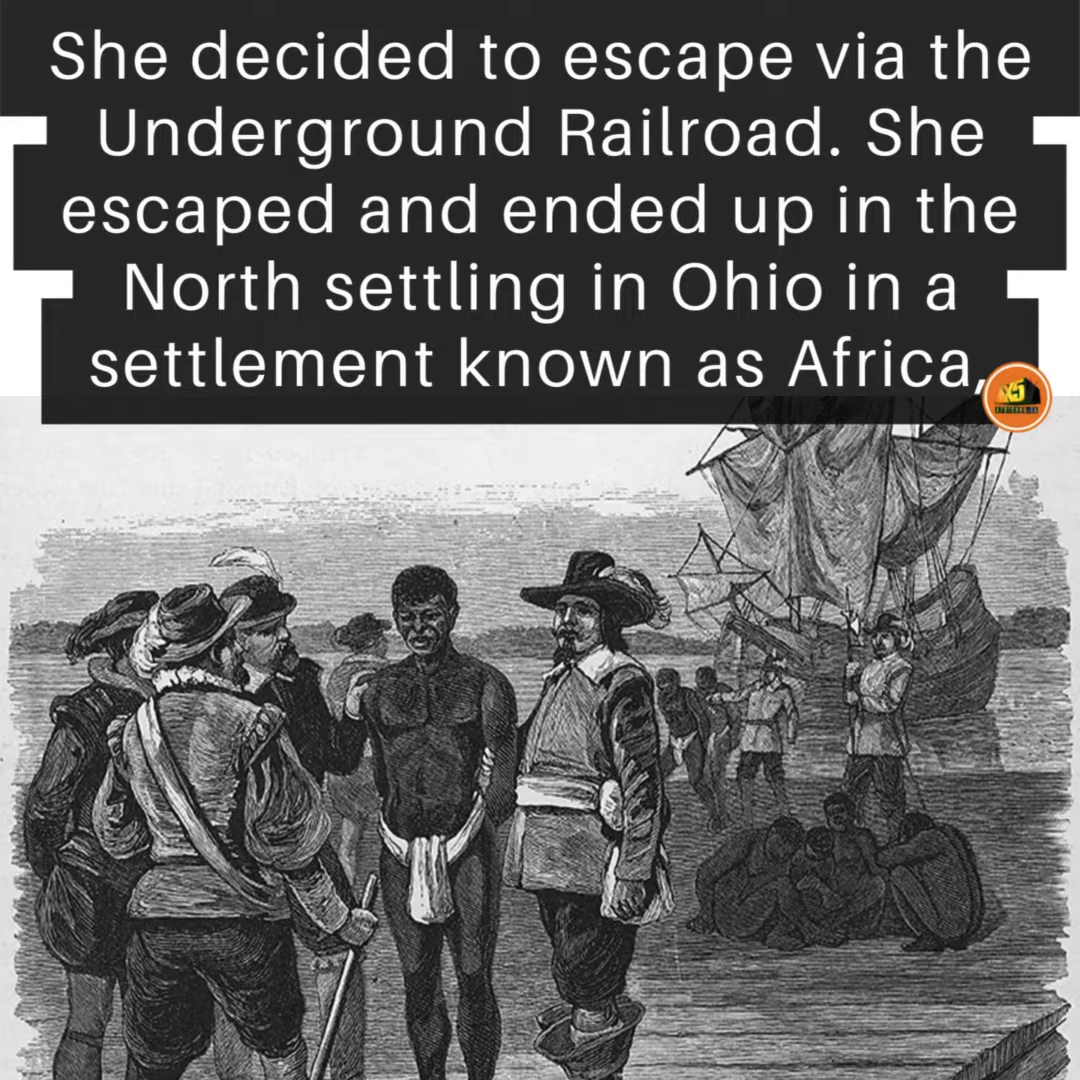 She decided to escape via the
Underground Railroad. She
escaped and ended up in the
North settling in Ohio in a
settlement known as Africa,